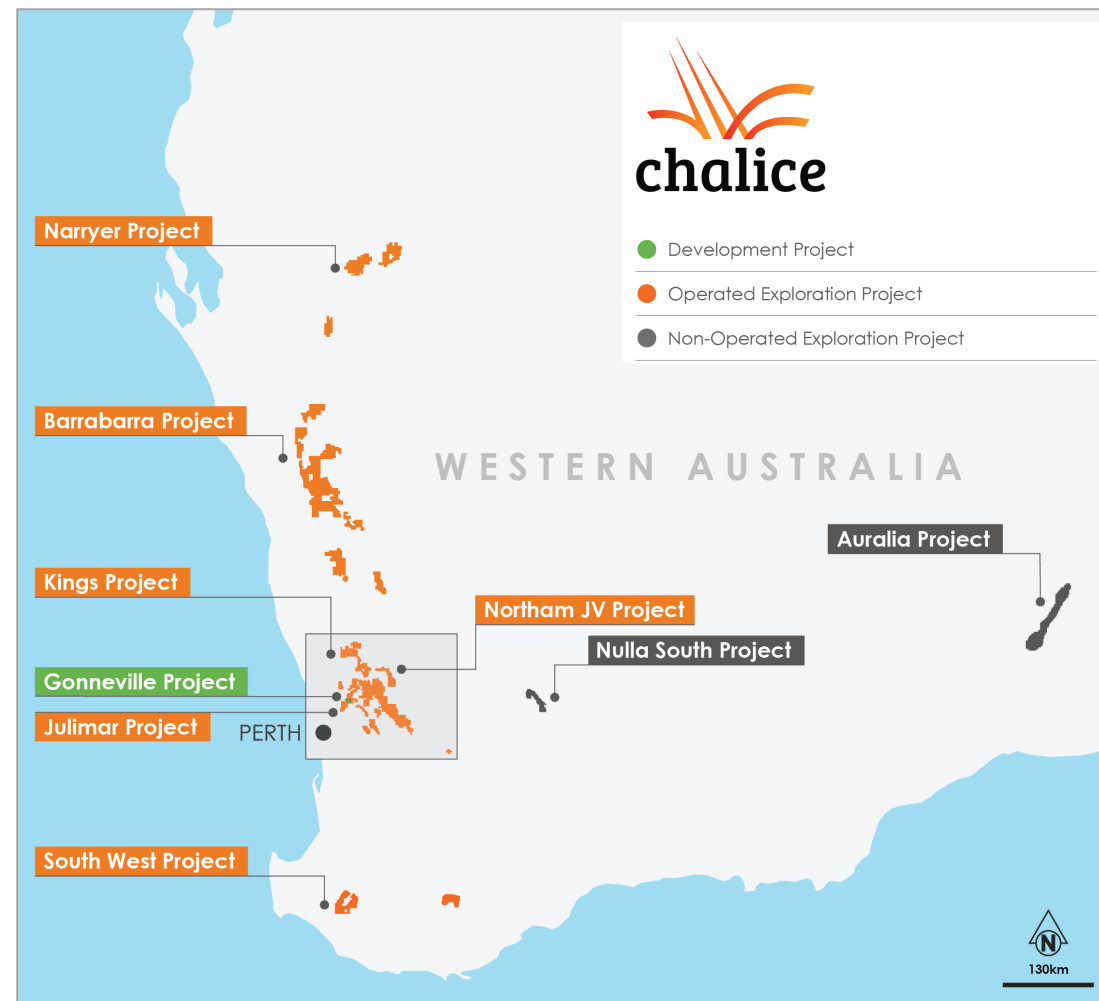 chalice
Development Project
Operated Exploration Project
Non-Operated Exploration Project
Narryer Project
Barrabarra Project
WESTERN AUSTRALIA
Auralia Project
Kings Project
Northam JV Project
Nulla South Project
Gonneville Project
Julimar Project
PERTH
South West Project
N
130km